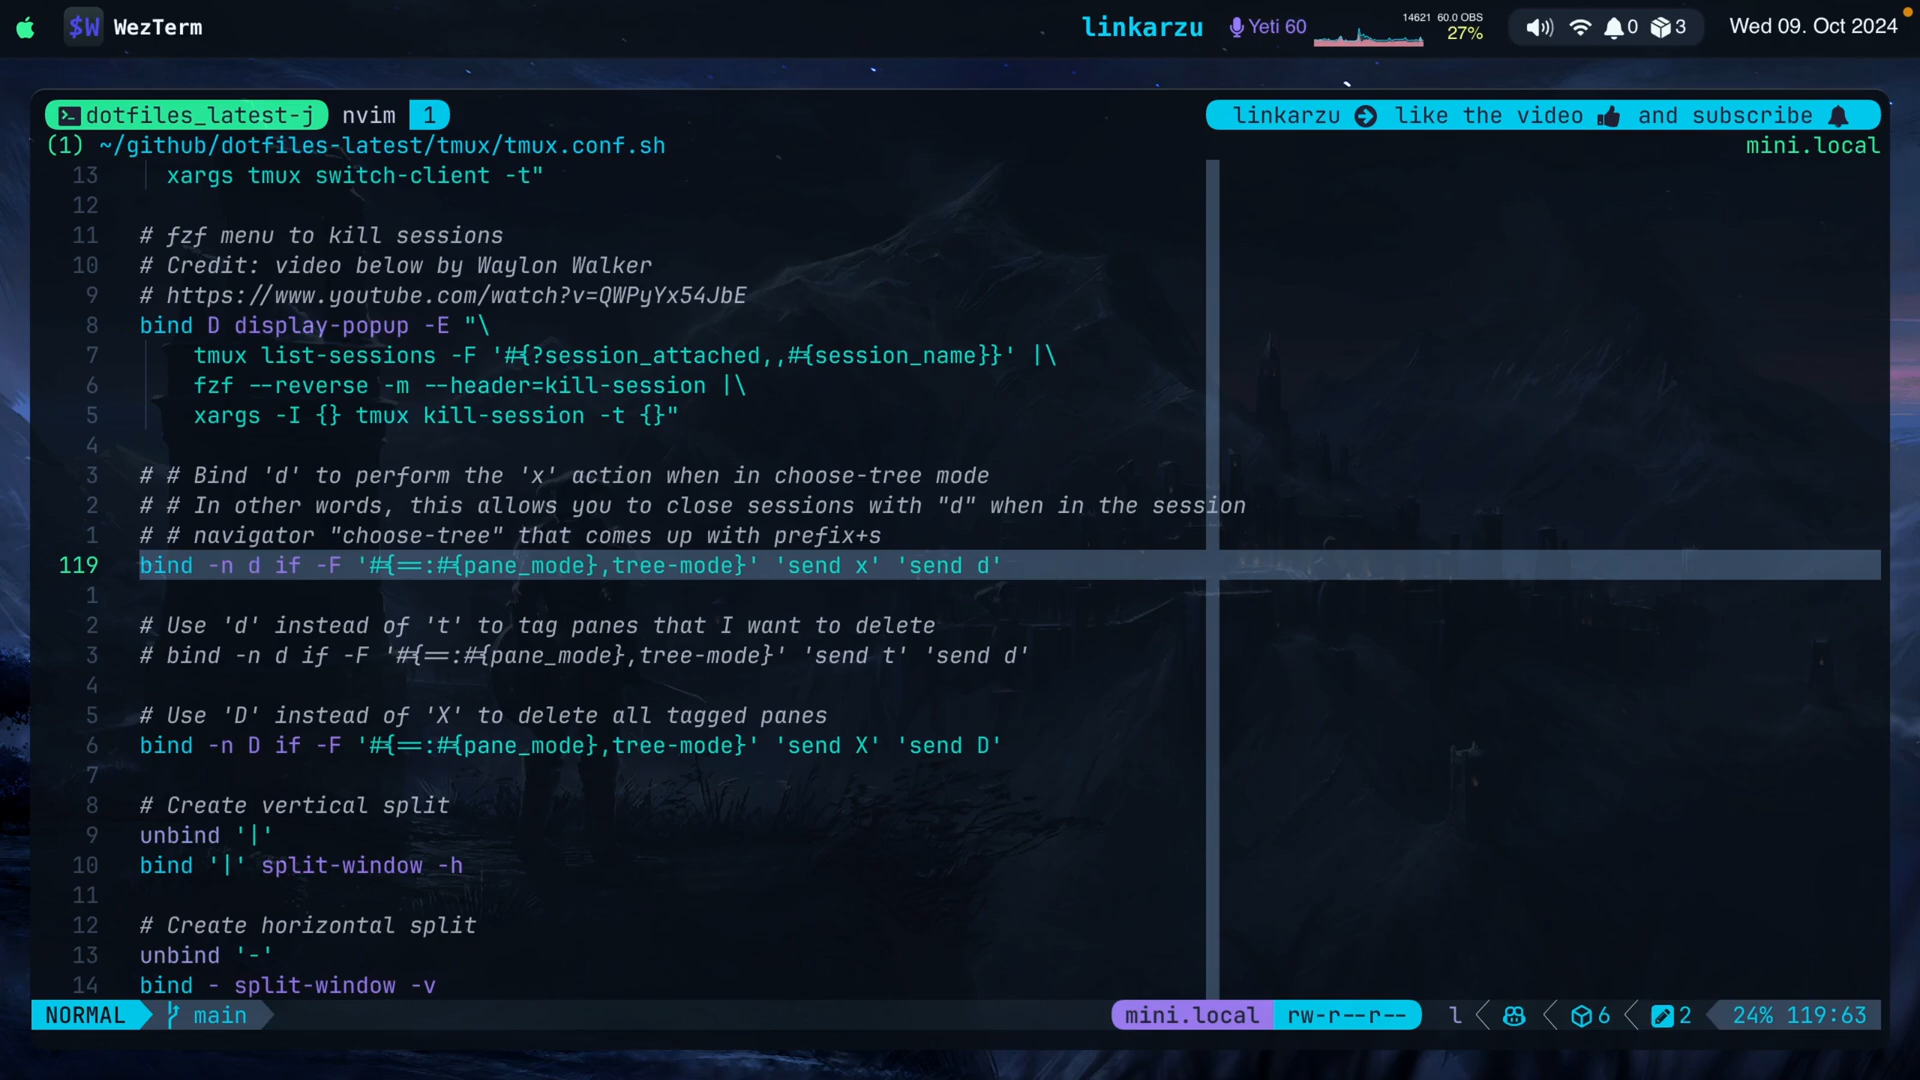 $W WezTerm
linkarzu
Yeti 60
14621 60.0 OBS
27%
0
3
Wed 09. Oct 2024
dotfiles_latest-j nvim 1
linkarzu like the video and subscribe
(1) ~/github/dotfiles-latest/tmux/tmux.conf.sh
mini.local
13 xargs tmux switch-client -t"
12
11 # fzf menu to kill sessions
10 # Credit: video below by Waylon Walker
9 # https://www.youtube.com/watch?v=QWPyYx54JbE
8 bind D display-popup -E "\
7 tmux list-sessions -F '#{?session_attached,,#{session_name}}' |\
6 fzf --reverse -m --header=kill-session |\
5 xargs -I {} tmux kill-session -t {}"
4
3 # # Bind 'd' to perform the 'x' action when in choose-tree mode
2 # # In other words, this allows you to close sessions with "d" when in the session
1 # # navigator "choose-tree" that comes up with prefix+s
119 bind -n d if -F '#{==:#{pane_mode},tree-mode}' 'send x' 'send d'
1
2 # Use 'd' instead of 't' to tag panes that I want to delete
3 # bind -n d if -F '#{==:#{pane_mode},tree-mode}' 'send t' 'send d'
4
5 # Use 'D' instead of 'X' to delete all tagged panes
6 bind -n D if -F '#{==:#{pane_mode},tree-mode}' 'send X' 'send D'
7
8 # Create vertical split
9 unbind '|'
10 bind '|' split-window -h
11
12 # Create horizontal split
13 unbind '-'
14 bind - split-window -v
NORMAL main
mini.local rw-r--r-- l 6 2 24% 119:63